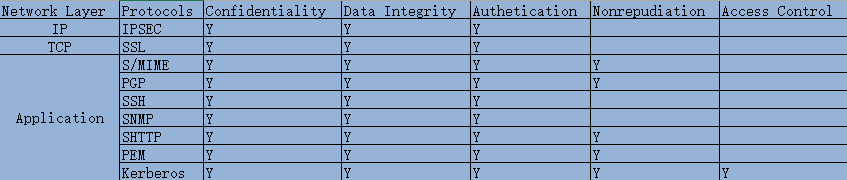 Network Layer Protocols Confidentiality Data Integrity Authetication Nonrepudiation Access Control
IP IPSEC Y Y Y
TCP SSL Y Y Y
S/MIME Y Y Y Y
PGP Y Y Y Y
SSH Y Y Y
Application SNMP Y Y Y
SHTTP Y Y Y Y
PEM Y Y Y Y
Kerberos Y Y Y Y Y